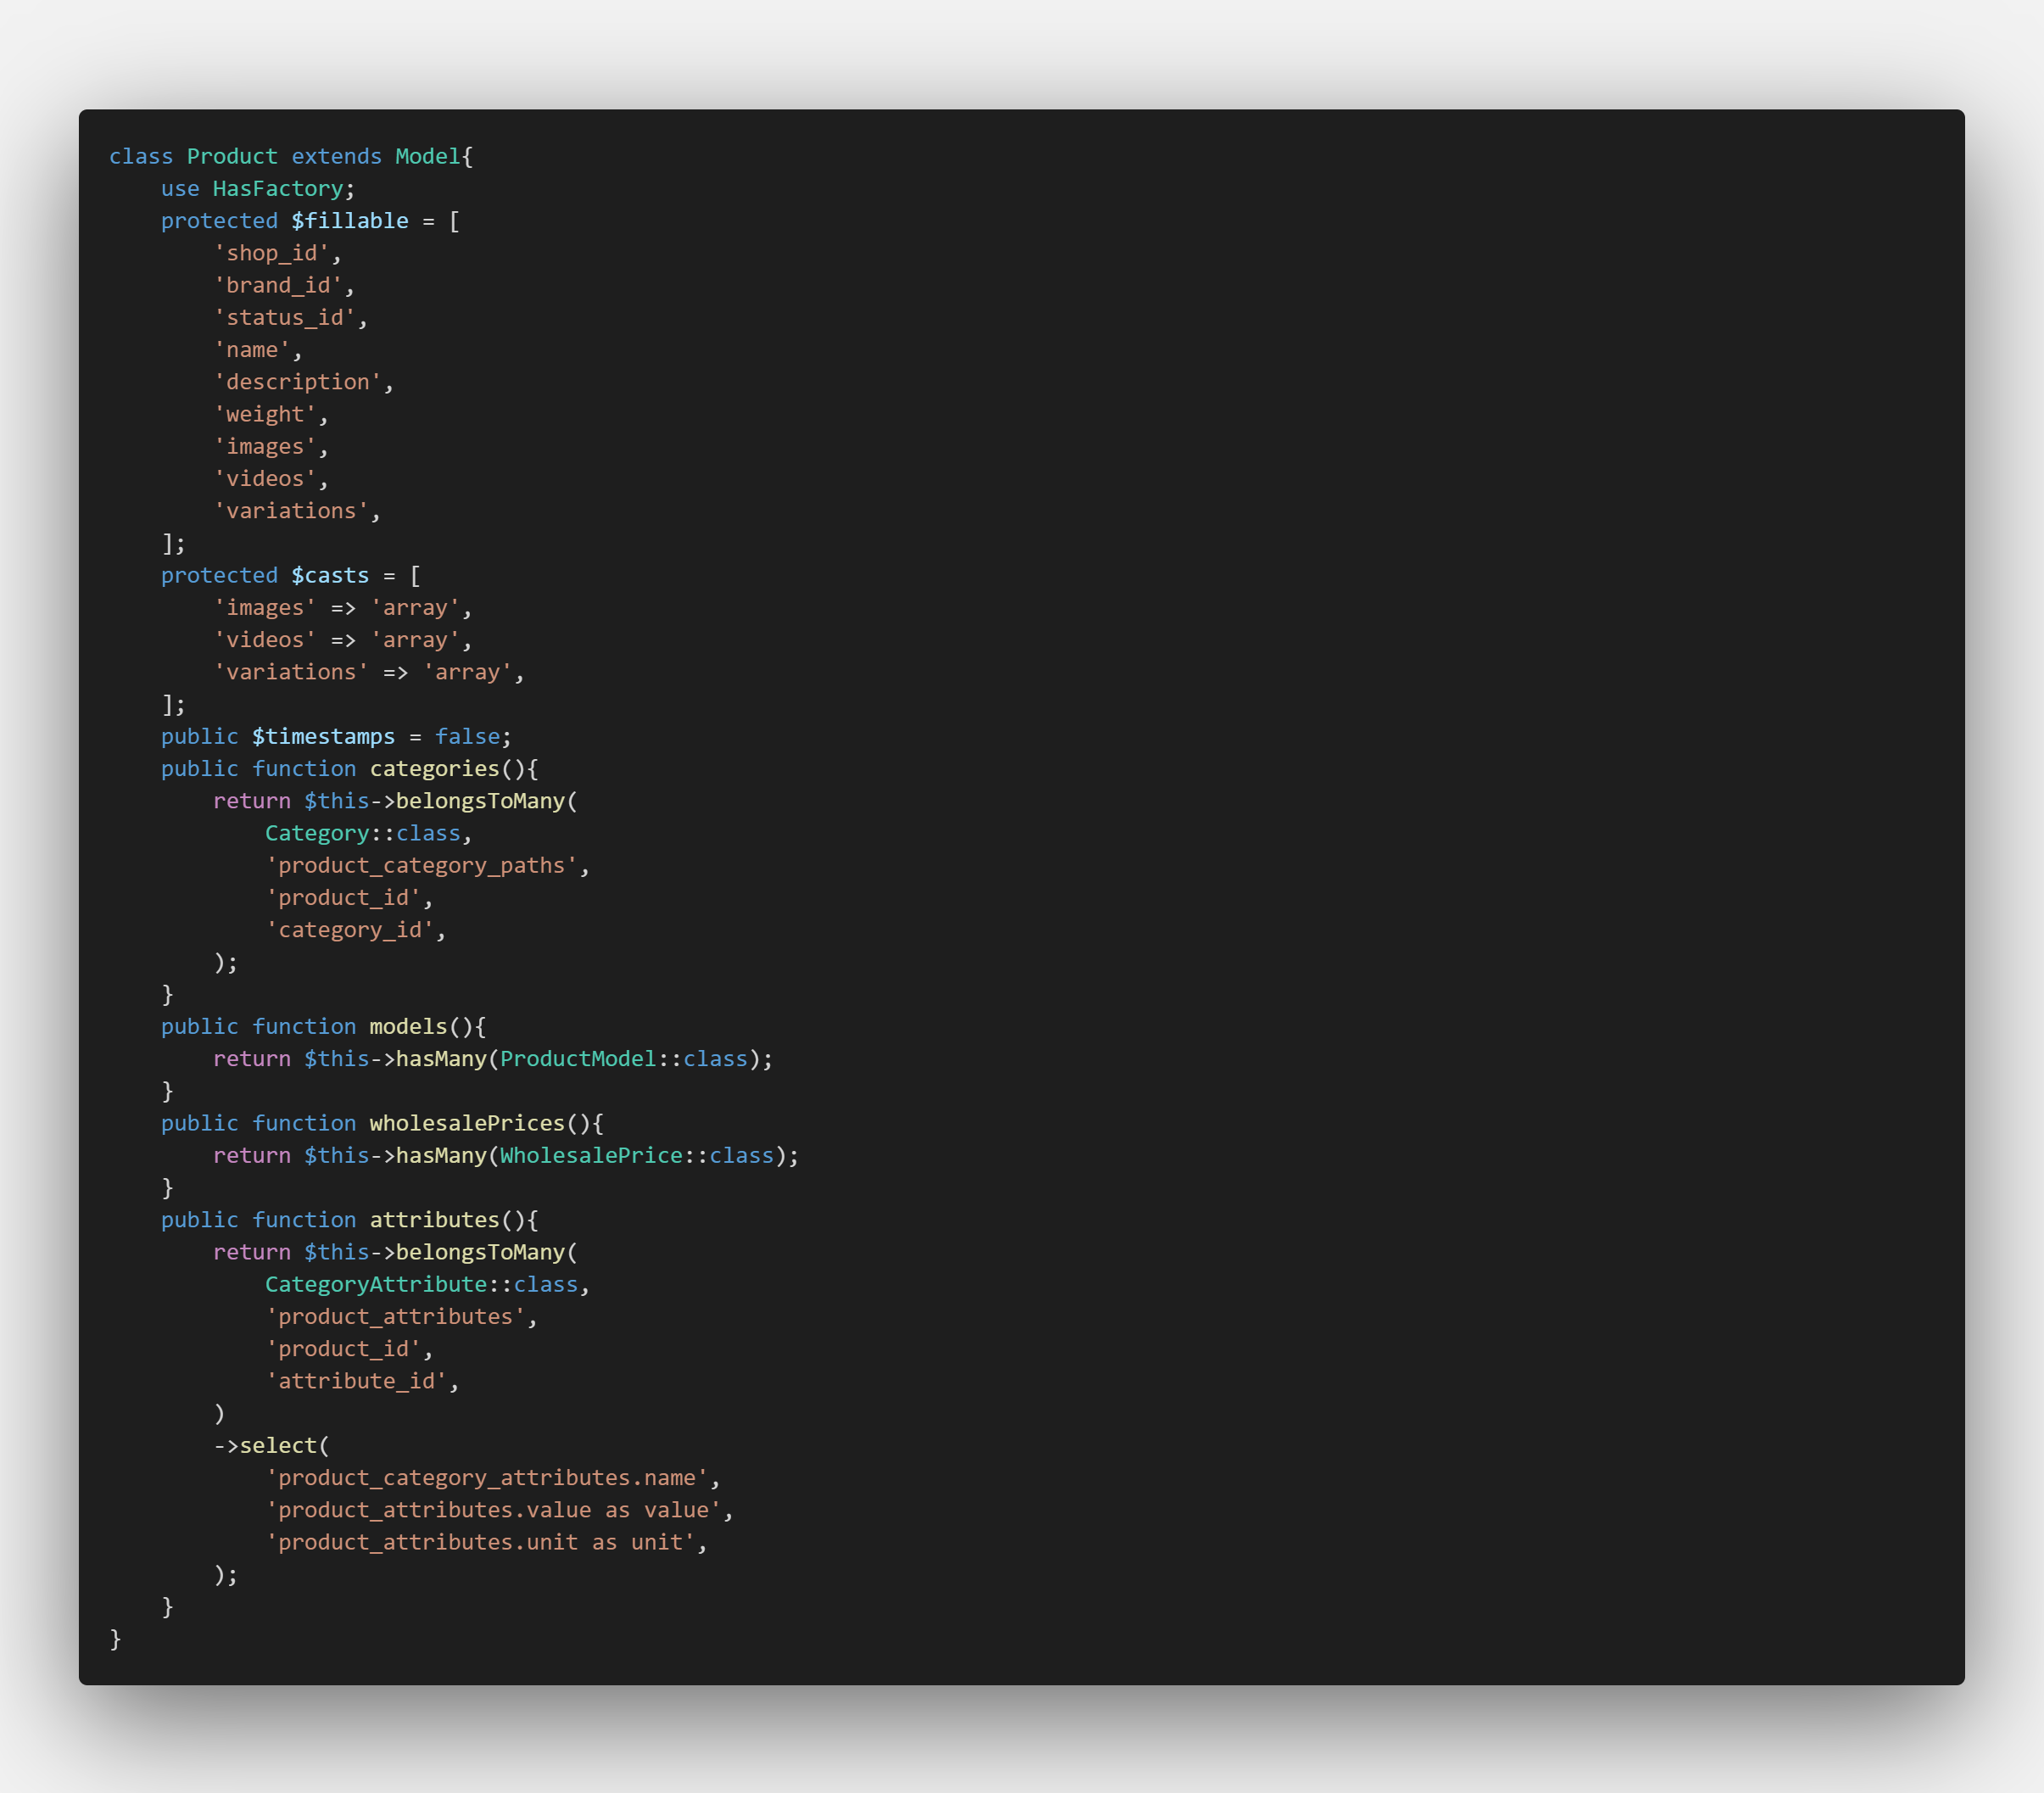 class Product extends Model{
    use HasFactory;
    protected $fillable = [
        'shop_id',
        'brand_id',
        'status_id',
        'name',
        'description',
        'weight',
        'images',
        'videos',
        'variations',
    ];
    protected $casts = [
        'images' => 'array',
        'videos' => 'array',
        'variations' => 'array',
    ];
    public $timestamps = false;
    public function categories(){
        return $this->belongsToMany(
            Category::class,
            'product_category_paths',
            'product_id',
            'category_id',
        );
    }
    public function models(){
        return $this->hasMany(ProductModel::class);
    }
    public function wholesalePrices(){
        return $this->hasMany(WholesalePrice::class);
    }
    public function attributes(){
        return $this->belongsToMany(
            CategoryAttribute::class,
            'product_attributes',
            'product_id',
            'attribute_id',
        )
        ->select(
            'product_category_attributes.name',
            'product_attributes.value as value',
            'product_attributes.unit as unit',
        );
    }
}